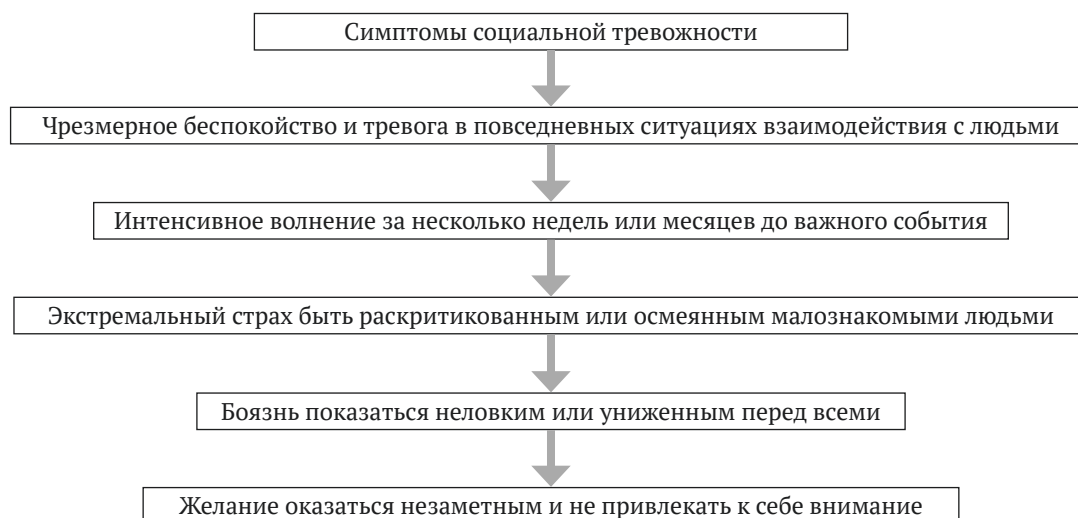 Симптомы социальной тревожности
Чрезмерное беспокойство и тревога в повседневных ситуациях взаимодействия с людьми
Интенсивное волнение за несколько недель или месяцев до важного события
Экстремальный страх быть раскритикованным или осмеянным малознакомыми людьми
Боязнь показаться неловким или униженным перед всеми
Желание оказаться незаметным и не привлекать к себе внимание